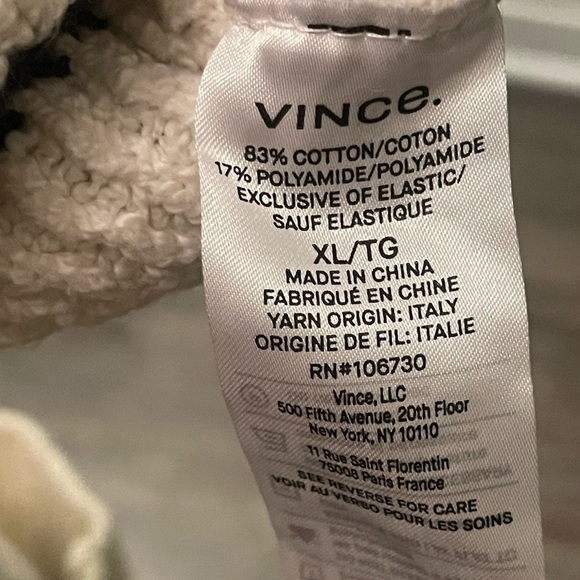 VINCe.
83% COTTON/COTON
17% POLYAMIDE/POLYAMIDE
EXCLUSIVE OF ELASTIC/
SAUF ELASTIQUE
XL/TG
MADE IN CHINA
FABRIQUÉ EN CHINE
YARN ORIGIN: ITALY
ORIGINE DE FIL: ITALIE
RN#106730
Vince, LLC
500 Fifth Avenue, 20th Floor
New York, NY 10110
11 Rue Saint Florentin
75008 Paris France
SEE REVERSE FOR CARE
VOIR AU VERSO POUR LES SOINS